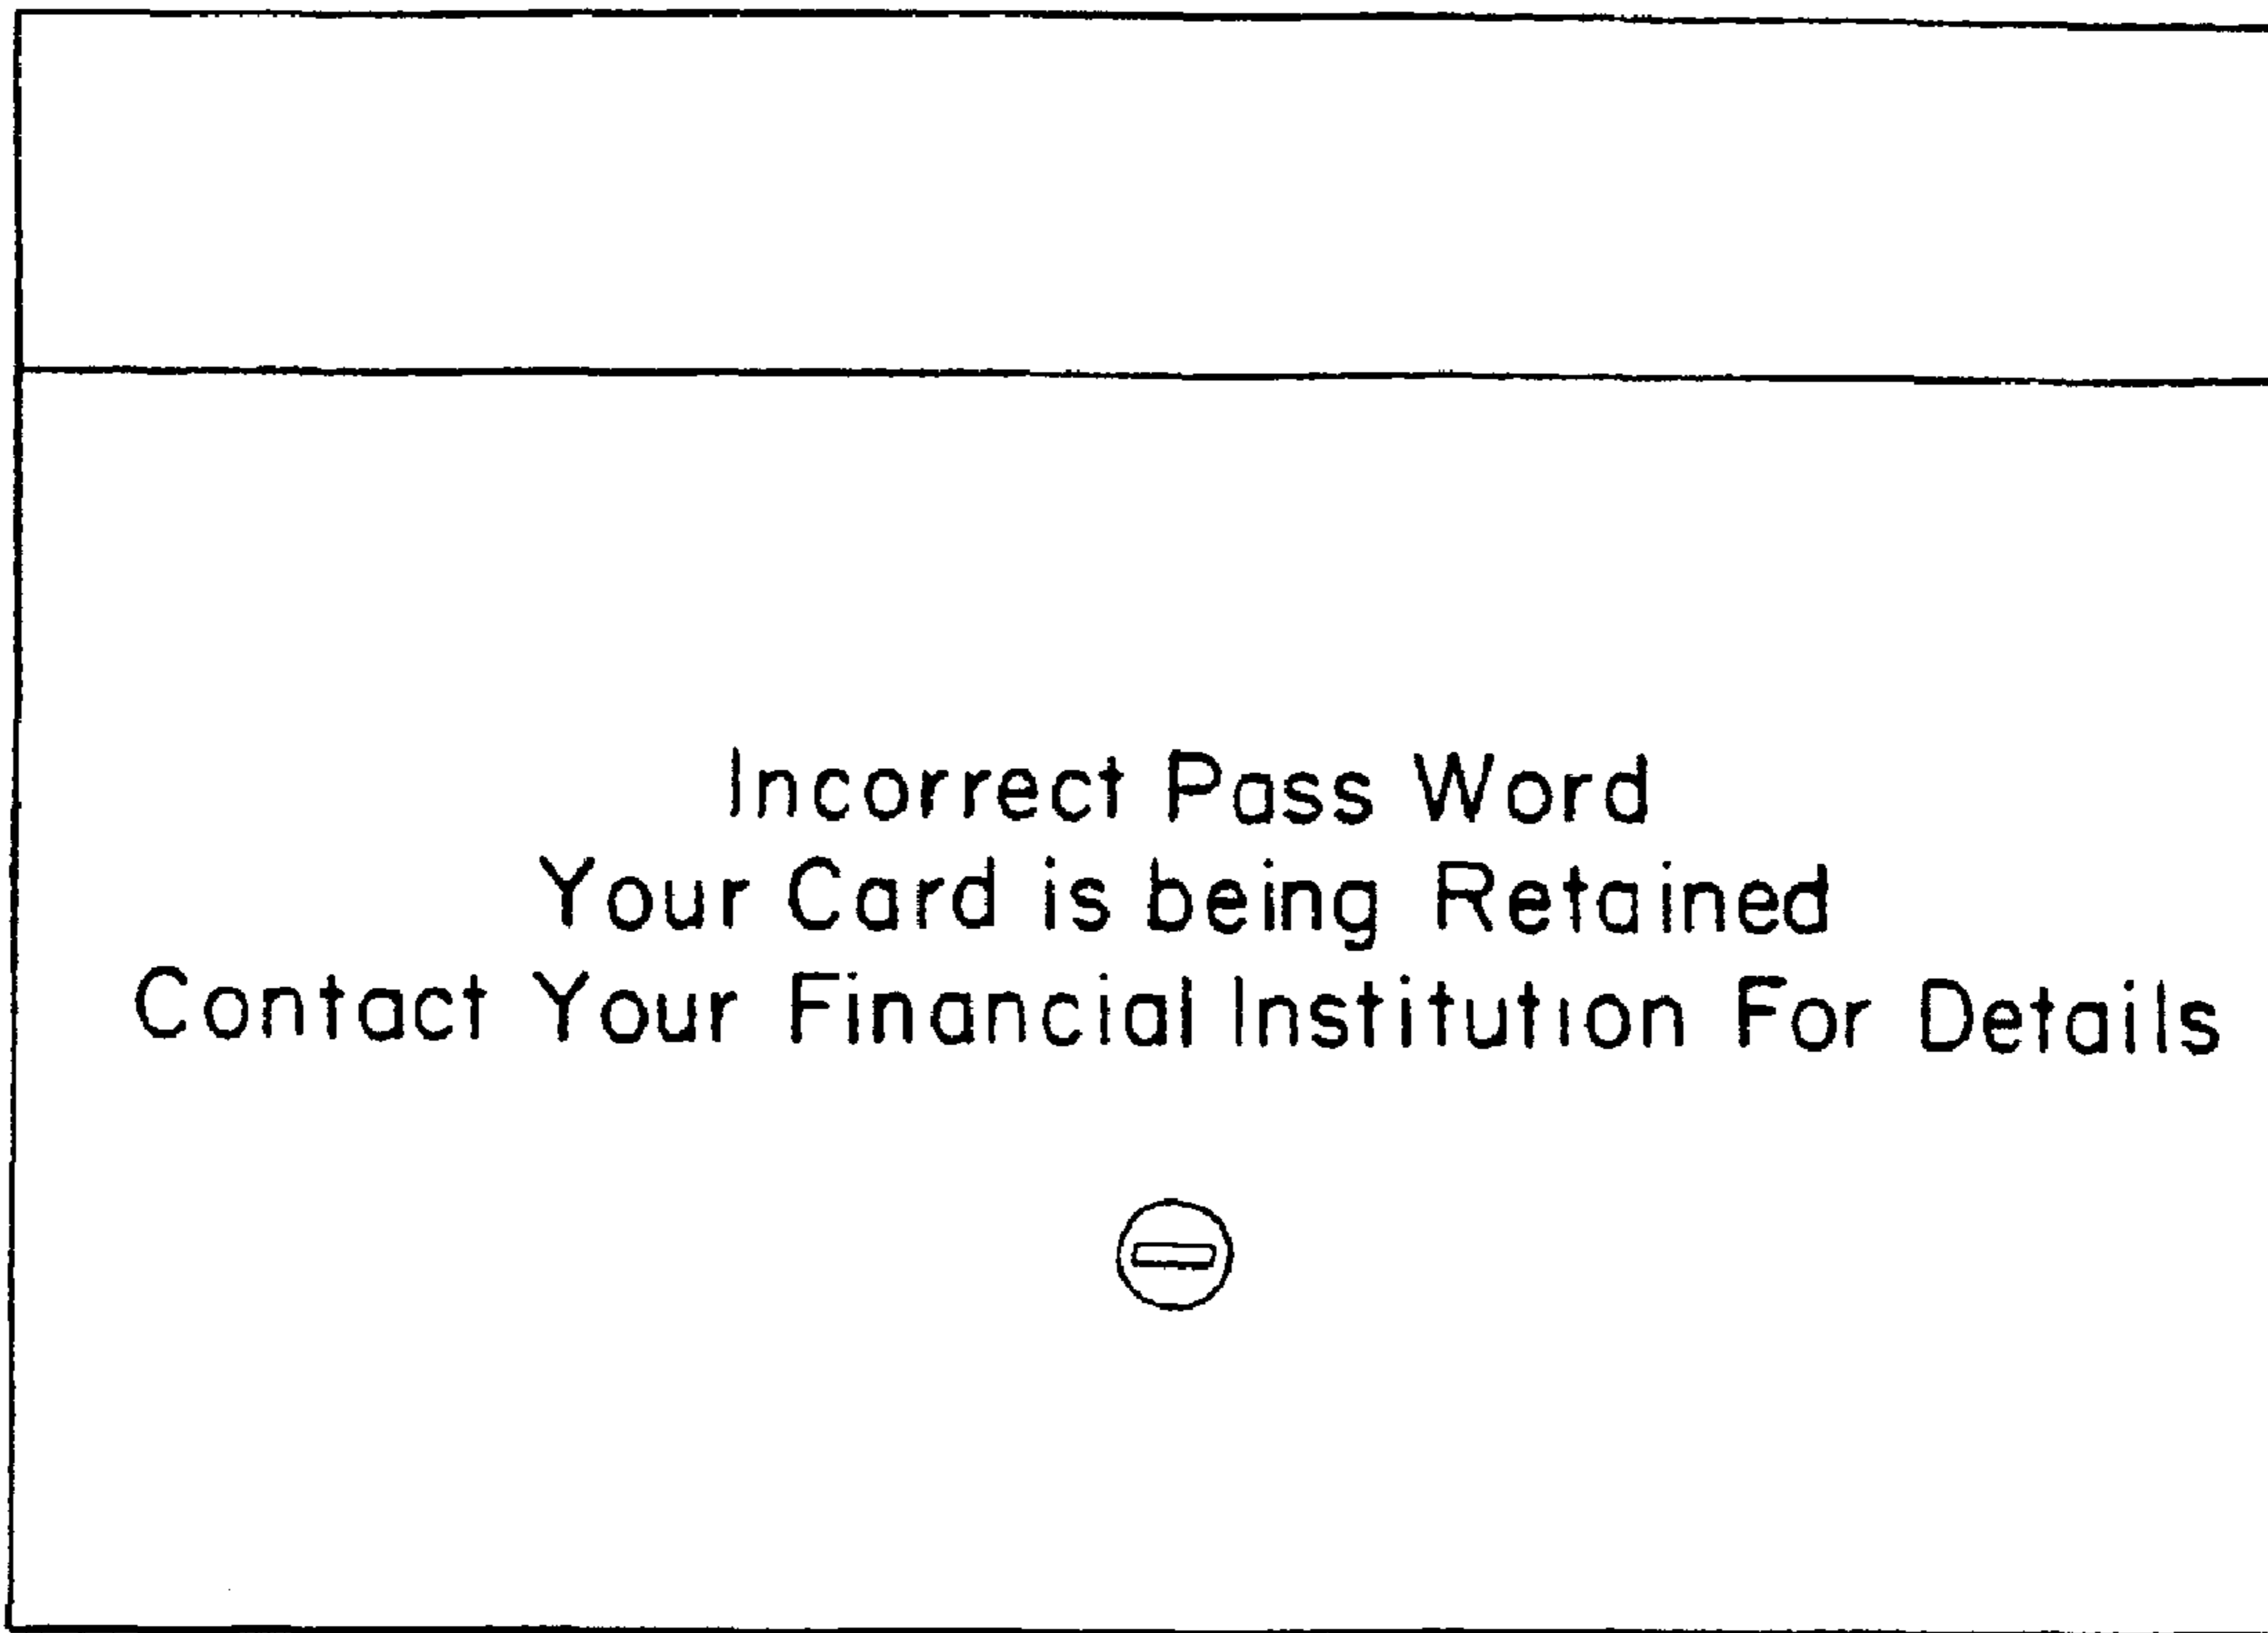 Incorrect Pass Word
Your Card is being Retained
Contact Your Financial Institution For Details